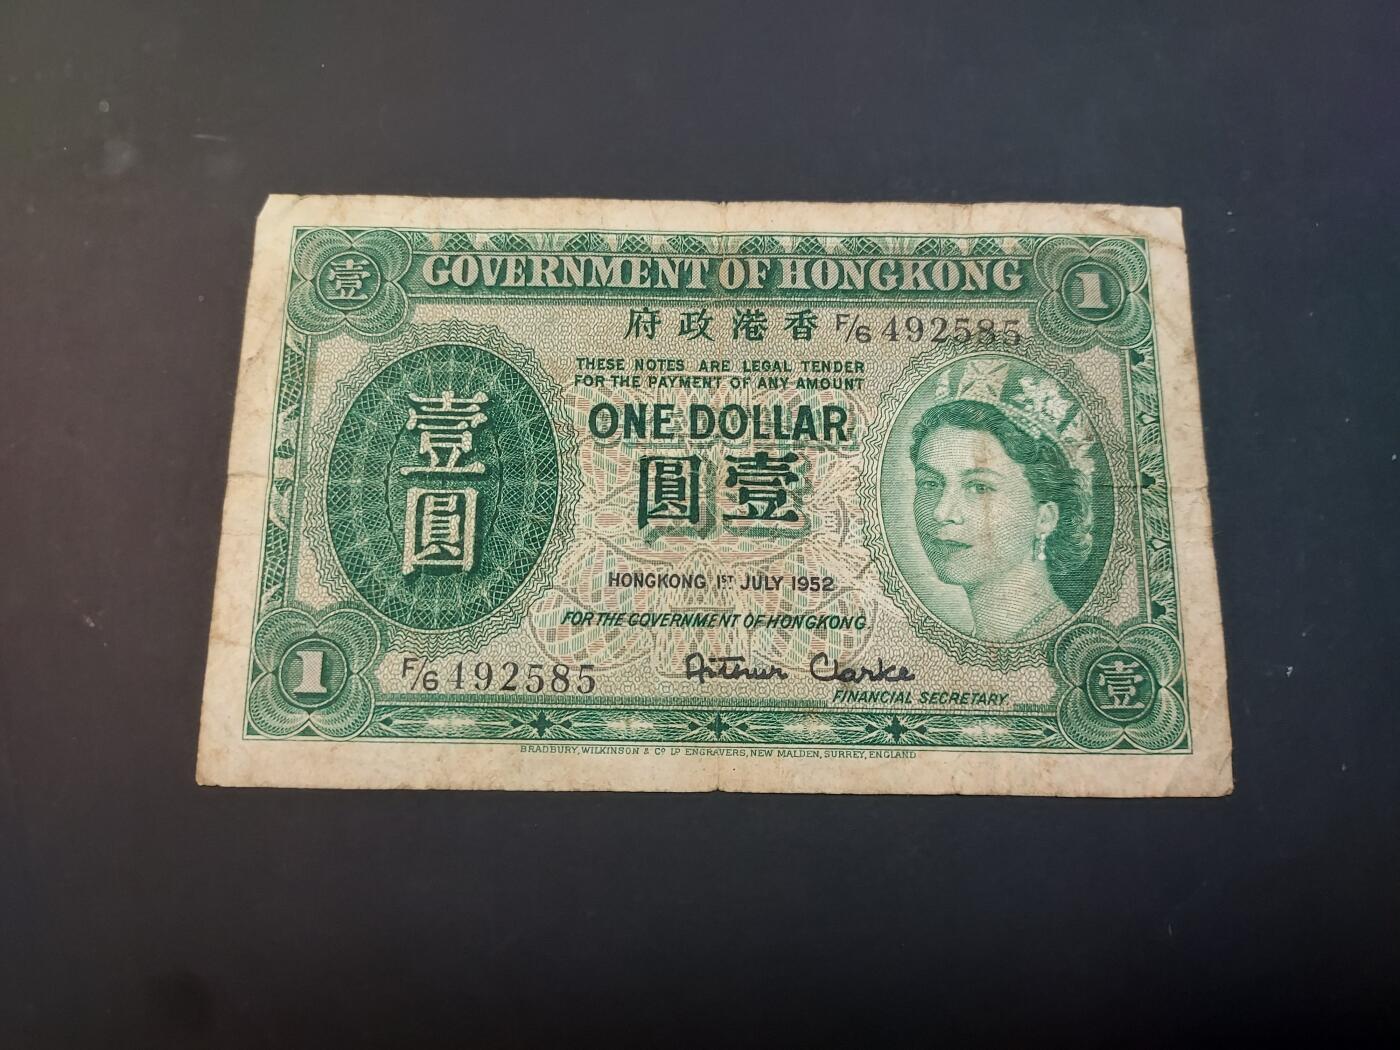 壹 GOVERNMENT OF HONGKONG 1
府政港香 F/6 492585
THESE NOTES ARE LEGAL TENDER
FOR THE PAYMENT OF ANY AMOUNT
ONE DOLLAR
圓壹
壹
圓
HONGKONG 1ST JULY 1952
FOR THE GOVERNMENT OF HONGKONG
1 F/6 492585 Arthur Clarke 壹
FINANCIAL SECRETARY.
BRADBURY, WILKINSON & Co. LD. ENGRAVERS, NEW MALDEN, SURREY, ENGLAND